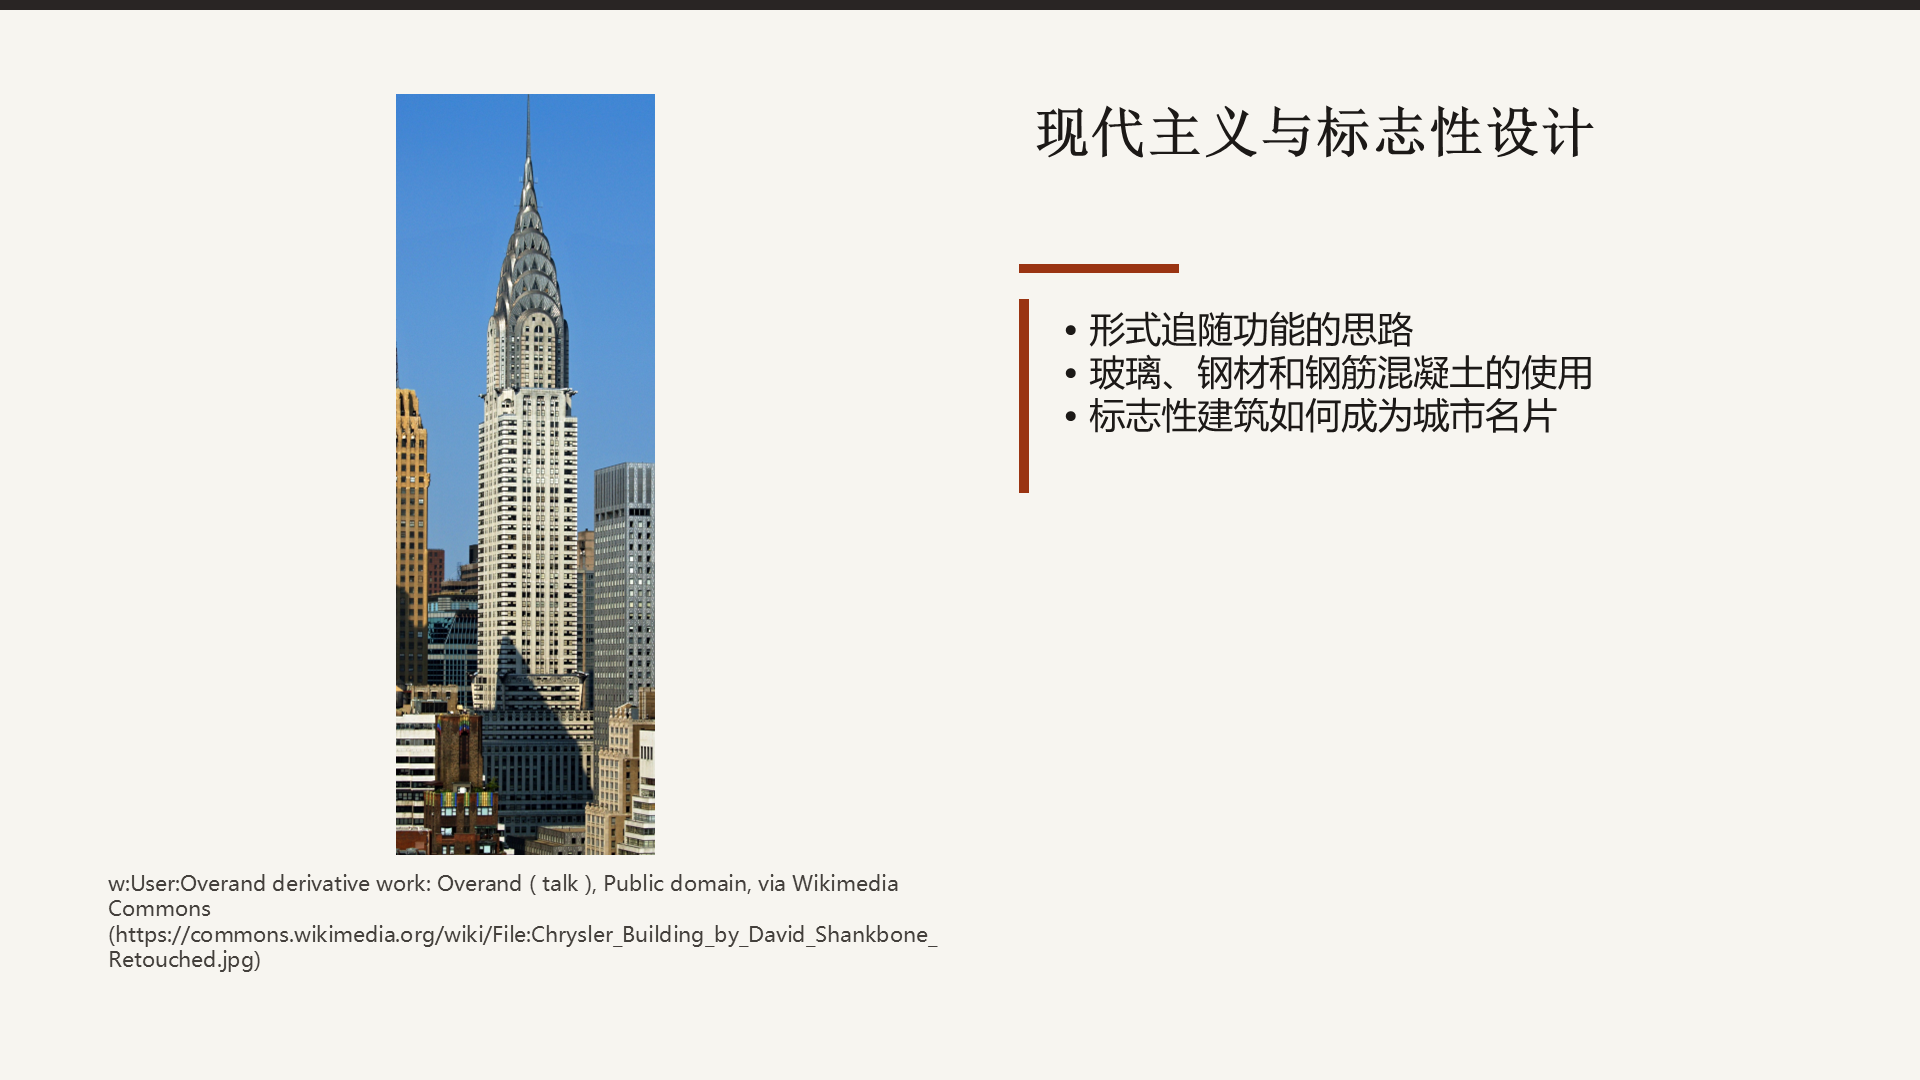 现代主义与标志性设计
• 形式追随功能的思路
• 玻璃、钢材和钢筋混凝土的使用
• 标志性建筑如何成为城市名片
w:User:Overand derivative work: Overand ( talk ), Public domain, via Wikimedia
Commons
(https://commons.wikimedia.org/wiki/File:Chrysler_Building_by_David_Shankbone_
Retouched.jpg)